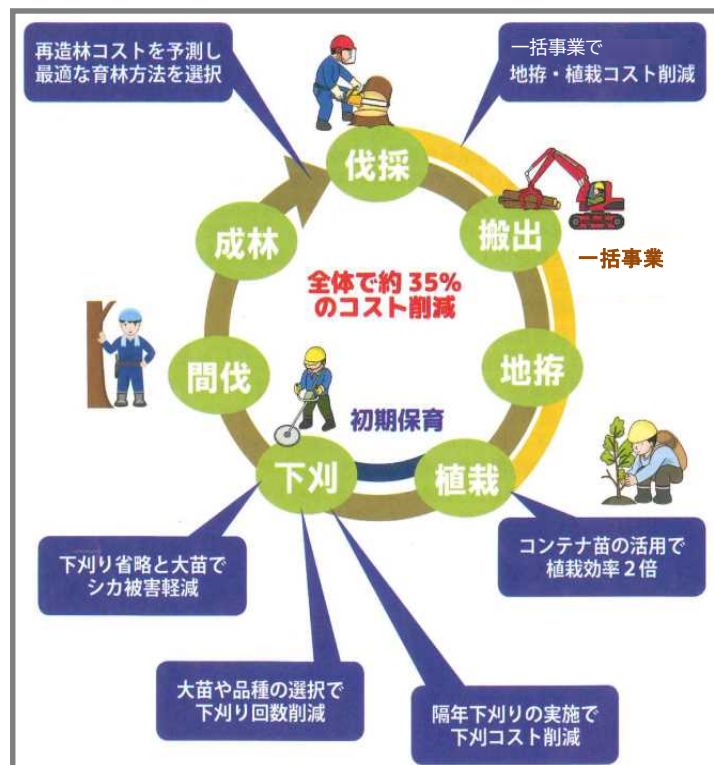 再造林コストを予測し
最適な育林方法を選択
一括事業で
地拵・植栽コスト削減
伐採
搬出
一括事業
成林
全体で約35%
のコスト削減
間伐
地拵
初期保育
下刈
植栽
下刈り省略と大苗で
シカ被害軽減
コンテナ苗の活用で
植栽効率２倍
大苗や品種の選択で
下刈り回数削減
隔年下刈りの実施で
下刈コスト削減